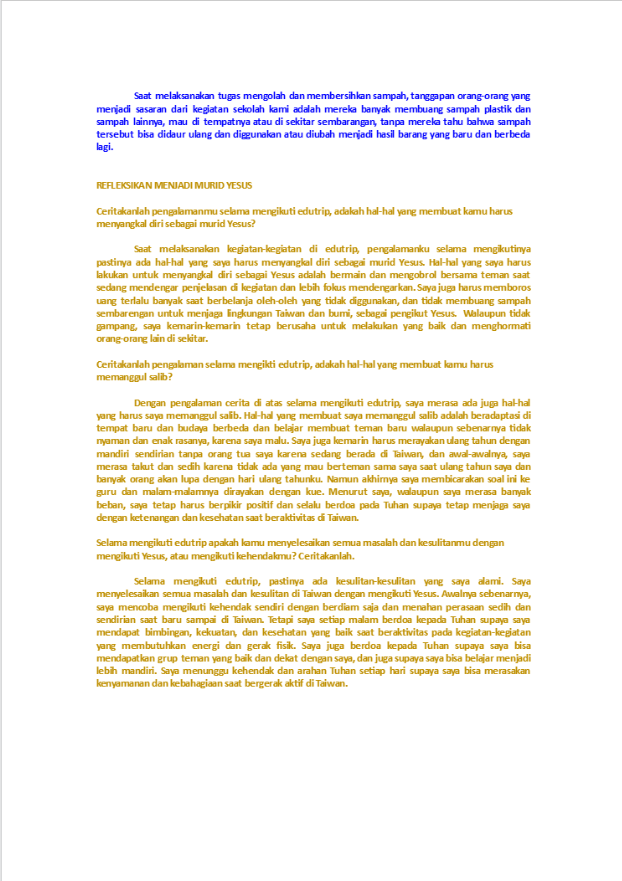 Saat melaksanakan tugas mengolah dan membersihkan sampah, tanggapan orang-orang yang
menjadi sasaran dari kegiatan sekolah kami adalah mereka banyak membuang sampah plastik dan
sampah lainnya, mau di tempatnya atau di sekitar sembarangan, tanpa mereka tahu bahwa sampah
tersebut bisa didaur ulang dan diggunakan atau diubah menjadi hasil barang yang baru dan berbeda
lagi.
REFLEKSIKAN MENJADI MURID YESUS
Ceritakanlah pengalamanmu selama mengikuti edutrip, adakah hal-hal yang membuat kamu harus
menyangkal diri sebagai murid Yesus?
Saat melaksanakan kegiatan-kegiatan di edutrip, pengalamanku selama mengikutinya
pastinya ada hal-hal yang saya harus menyangkal diri sebagai murid Yesus. Hal-hal yang saya harus
lakukan untuk menyangkal diri sebagai Yesus adalah bermain dan mengobrol bersama teman saat
sedang mendengar penjelasan di kegiatan dan lebih fokus mendengarkan. Saya juga harus memboros
uang terlalu banyak saat berbelanja oleh-oleh yang tidak diggunakan, dan tidak membuang sampah
sembarengan untuk menjaga lingkungan Taiwan dan bumi, sebagai pengikut Yesus. Walaupun tidak
gampang, saya kemarin-kemarin tetap berusaha untuk melakukan yang baik dan menghormati
orang-orang lain di sekitar.
Ceritakanlah pengalaman selama mengikti edutrip, adakah hal-hal yang membuat kamu harus
memanggul salib?
Dengan pengalaman cerita di atas selama mengikuti edutrip, saya merasa ada juga hal-hal
yang harus saya memanggul salib. Hal-hal yang membuat saya memanggul salib adalah beradaptasi di
tempat baru dan budaya berbeda dan belajar membuat teman baru walaupun sebenarnya tidak
nyaman dan enak rasanya, karena saya malu. Saya juga kemarin harus merayakan ulang tahun dengan
mandiri sendirian tanpa orang tua saya karena sedang berada di Taiwan, dan awal-awalnya, saya
merasa takut dan sedih karena tidak ada yang mau berteman sama saya saat ulang tahun saya dan
banyak orang akan lupa dengan hari ulang tahunku. Namun akhirnya saya membicarakan soal ini ke
guru dan malam-malamnya dirayakan dengan kue. Menurut saya, walaupun saya merasa banyak
beban, saya tetap harus berpikir positif dan selalu berdoa pada Tuhan supaya tetap menjaga saya
dengan ketenangan dan kesehatan saat beraktivitas di Taiwan.
Selama mengikuti edutrip apakah kamu menyelesaikan semua masalah dan kesulitanmu dengan
mengikuti Yesus, atau mengikuti kehendakmu? Ceritakanlah.
Selama mengikuti edutrip, pastinya ada kesulitan-kesulitan yang saya alami. Saya
menyelesaikan semua masalah dan kesulitan di Taiwan dengan mengikuti Yesus. Awalnya sebenarnya,
saya mencoba mengikuti kehendak sendiri dengan berdiam saja dan menahan perasaan sedih dan
sendirian saat baru sampai di Taiwan. Tetapi saya setiap malam berdoa kepada Tuhan supaya saya
mendapat bimbingan, kekuatan, dan kesehatan yang baik saat beraktivitas pada kegiatan-kegiatan
yang membutuhkan energi dan gerak fisik. Saya juga berdoa kepada Tuhan supaya saya bisa
mendapatkan grup teman yang baik dan dekat dengan saya, dan juga supaya saya bisa belajar menjadi
lebih mandiri. Saya menunggu kehendak dan arahan Tuhan setiap hari supaya saya bisa merasakan
kenyamanan dan kebahagiaan saat bergerak aktif di Taiwan.